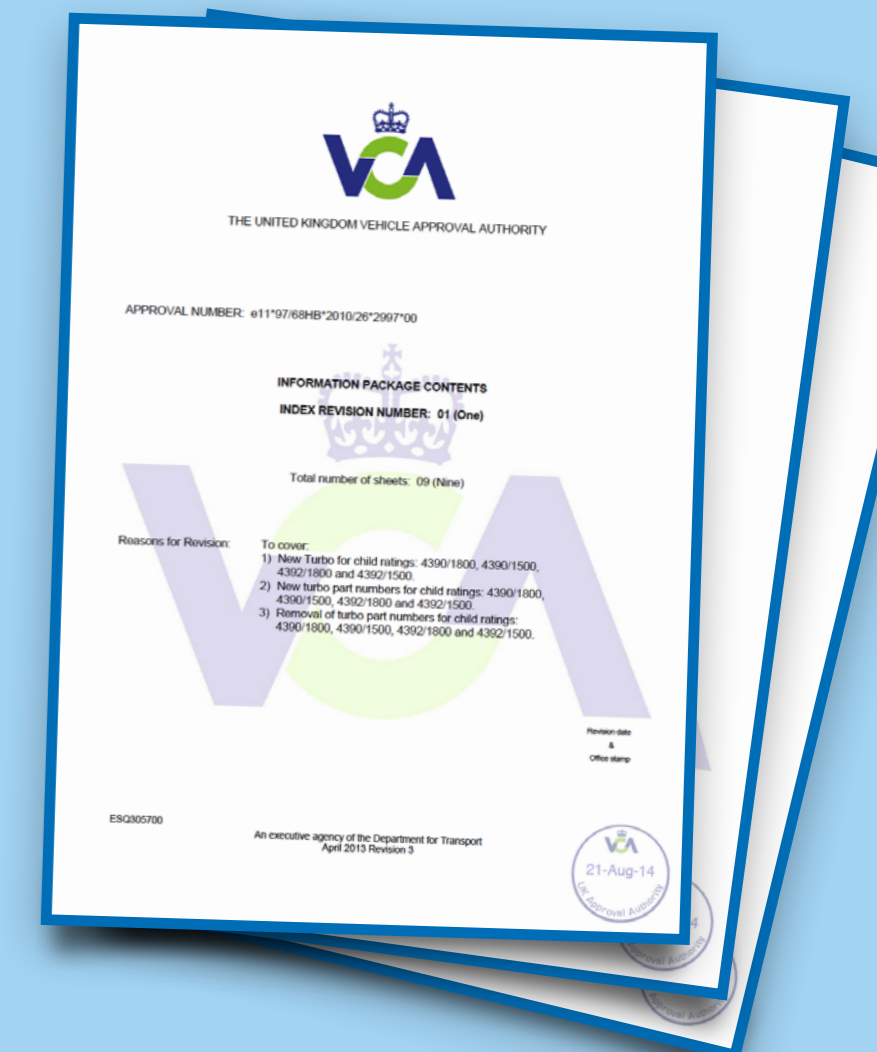 VCA
THE UNITED KINGDOM VEHICLE APPROVAL AUTHORITY
APPROVAL NUMBER: e11*97/68HB*2010/26*2997*00
INFORMATION PACKAGE CONTENTS
INDEX REVISION NUMBER: 01 (One)
Total number of sheets: 09 (Nine)
Reasons for Revision: To cover:
1) New Turbo for child ratings: 4390/1800, 4390/1500,
4392/1800 and 4392/1500.
2) New turbo part numbers for child ratings: 4390/1800,
4390/1500, 4392/1800 and 4392/1500.
3) Removal of turbo part numbers for child ratings:
4390/1800, 4390/1500, 4392/1800 and 4392/1500.
VCA
Revision date
&
Office stamp
ESQ305700
An executive agency of the Department for Transport
April 2013 Revision 3
VCA
21-Aug-14
UK Approval Authority
4